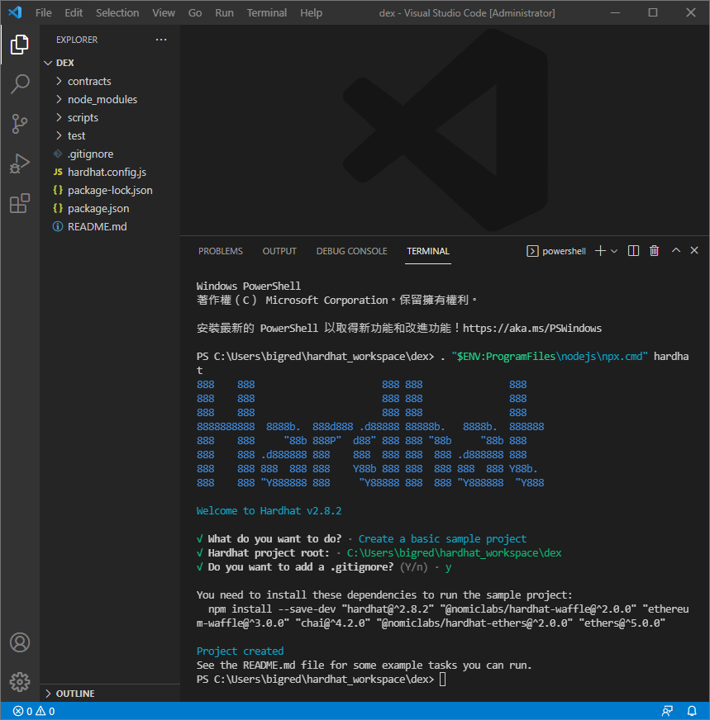 File Edit Selection View Go Run Terminal Help dex - Visual Studio Code [Administrator]
EXPLORER
DEX
contracts
node_modules
scripts
test
.gitignore
JS hardhat.config.js
{} package-lock.json
{} package.json
README.md
PROBLEMS OUTPUT DEBUG CONSOLE TERMINAL powershell
Windows PowerShell
著作權 (C) Microsoft Corporation。保留擁有權利。
安裝最新的 PowerShell 以取得新功能和改進功能！https://aka.ms/PSWindows
PS C:\Users\bigred\hardhat_workspace\dex> . "$ENV:ProgramFiles\nodejs\npx.cmd" hardha
t
888    888                      888 888               888
888    888                      888 888               888
888    888                      888 888               888
8888888888  8888b.  888d888 .d88888 88888b.   8888b.  888888
888    888     "88b 888P"  d88" 888 888 "88b     "88b 888
888    888 .d888888 888    888  888 888  888 .d888888 888
888    888 888  888 888    Y88b 888 888  888 888  888 Y88b.
888    888 "Y888888 888     "Y88888 888  888 "Y888888  "Y888
Welcome to Hardhat v2.8.2
√ What do you want to do? · Create a basic sample project
√ Hardhat project root: · C:\Users\bigred\hardhat_workspace\dex
√ Do you want to add a .gitignore? (Y/n) · y
You need to install these dependencies to run the sample project:
npm install --save-dev "hardhat@^2.8.2" "@nomiclabs/hardhat-waffle@^2.0.0" "ethereu
m-waffle@^3.0.0" "chai@^4.2.0" "@nomiclabs/hardhat-ethers@^2.0.0" "ethers@^5.0.0"
Project created
See the README.md file for some example tasks you can run.
PS C:\Users\bigred\hardhat_workspace\dex>
OUTLINE
0 0